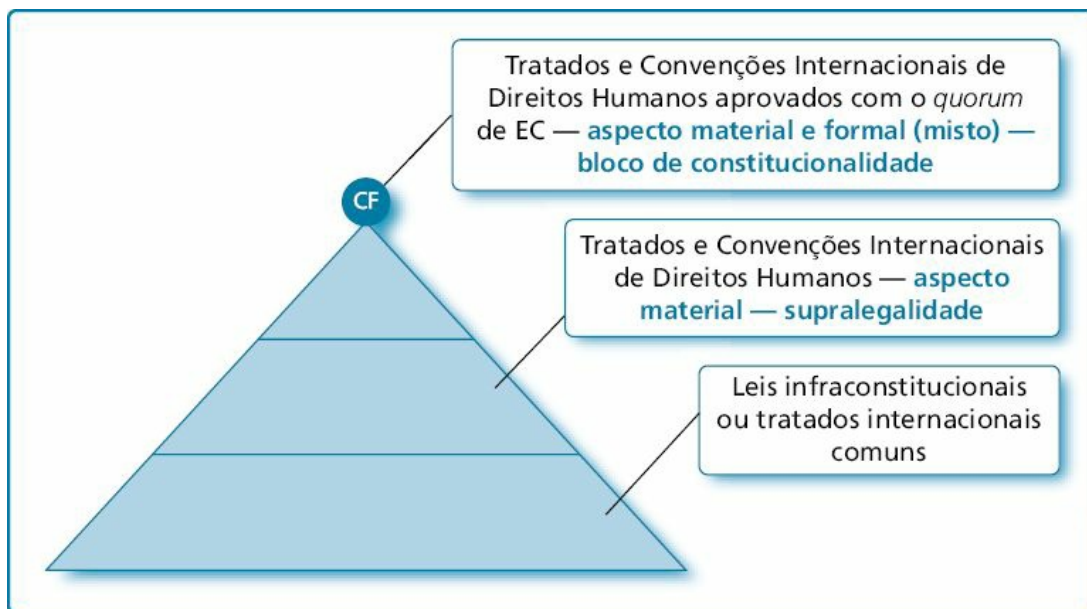 Tratados e Convenções Internacionais de
Direitos Humanos aprovados com o quorum
de EC — aspecto material e formal (misto) —
bloco de constitucionalidade
CF
Tratados e Convenções Internacionais
de Direitos Humanos — aspecto
material — supralegalidade
Leis infraconstitucionais
ou tratados internacionais
comuns